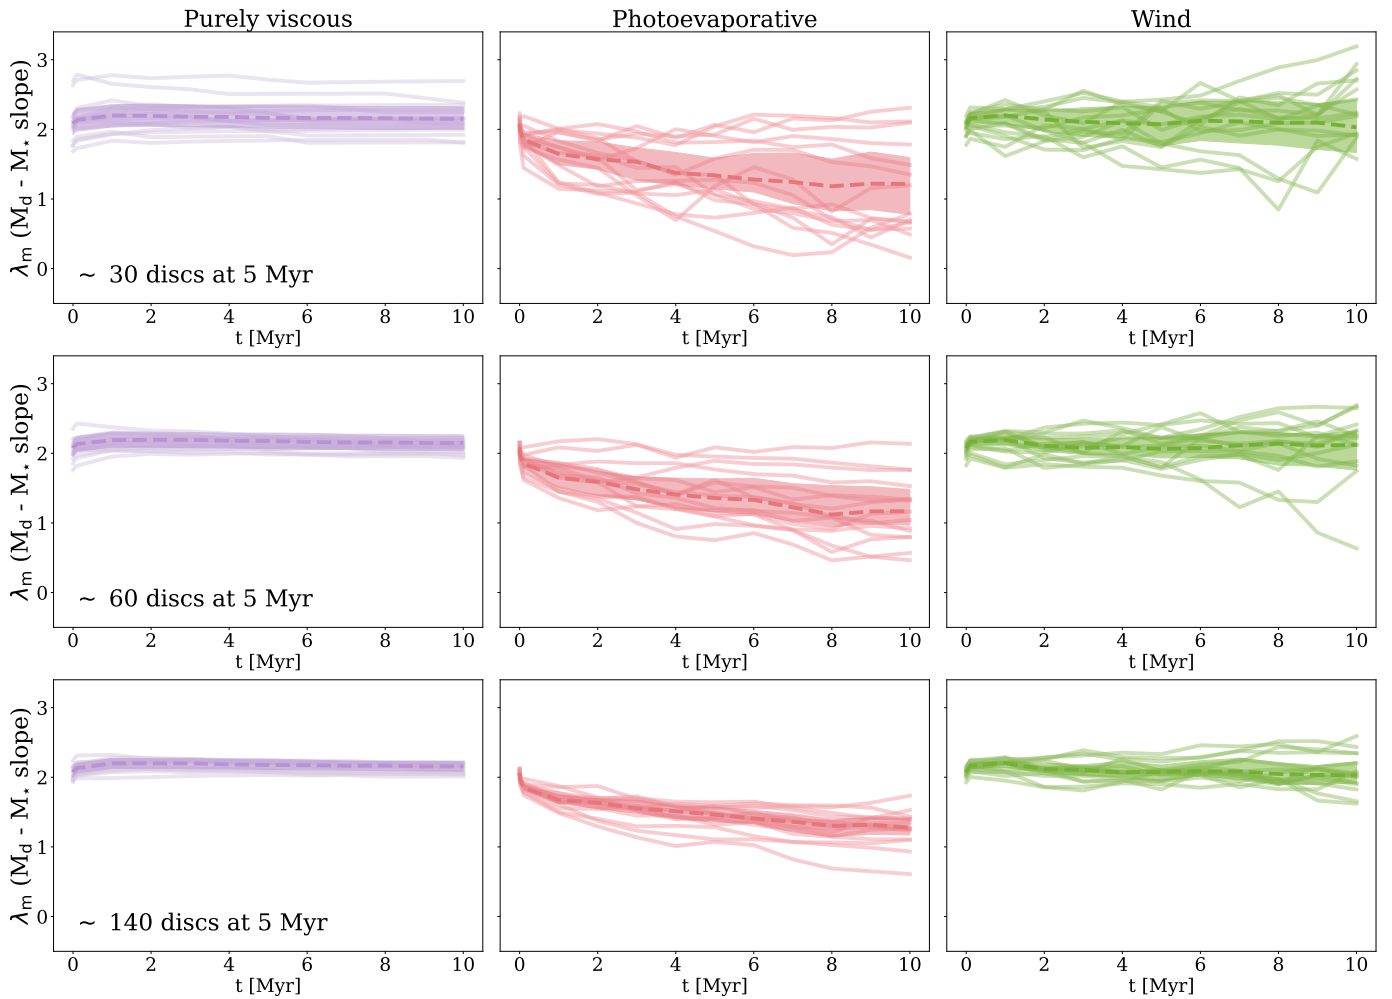 Purely viscous
Photoevaporative
Wind
λm (Md - M⋆ slope)
3
2
1
0
~ 30 discs at 5 Myr
0 2 4 6 8 10
0 2 4 6 8 10
0 2 4 6 8 10
t [Myr]
t [Myr]
t [Myr]
λm (Md - M⋆ slope)
3
2
1
0
~ 60 discs at 5 Myr
0 2 4 6 8 10
0 2 4 6 8 10
0 2 4 6 8 10
t [Myr]
t [Myr]
t [Myr]
λm (Md - M⋆ slope)
3
2
1
0
~ 140 discs at 5 Myr
0 2 4 6 8 10
0 2 4 6 8 10
0 2 4 6 8 10
t [Myr]
t [Myr]
t [Myr]